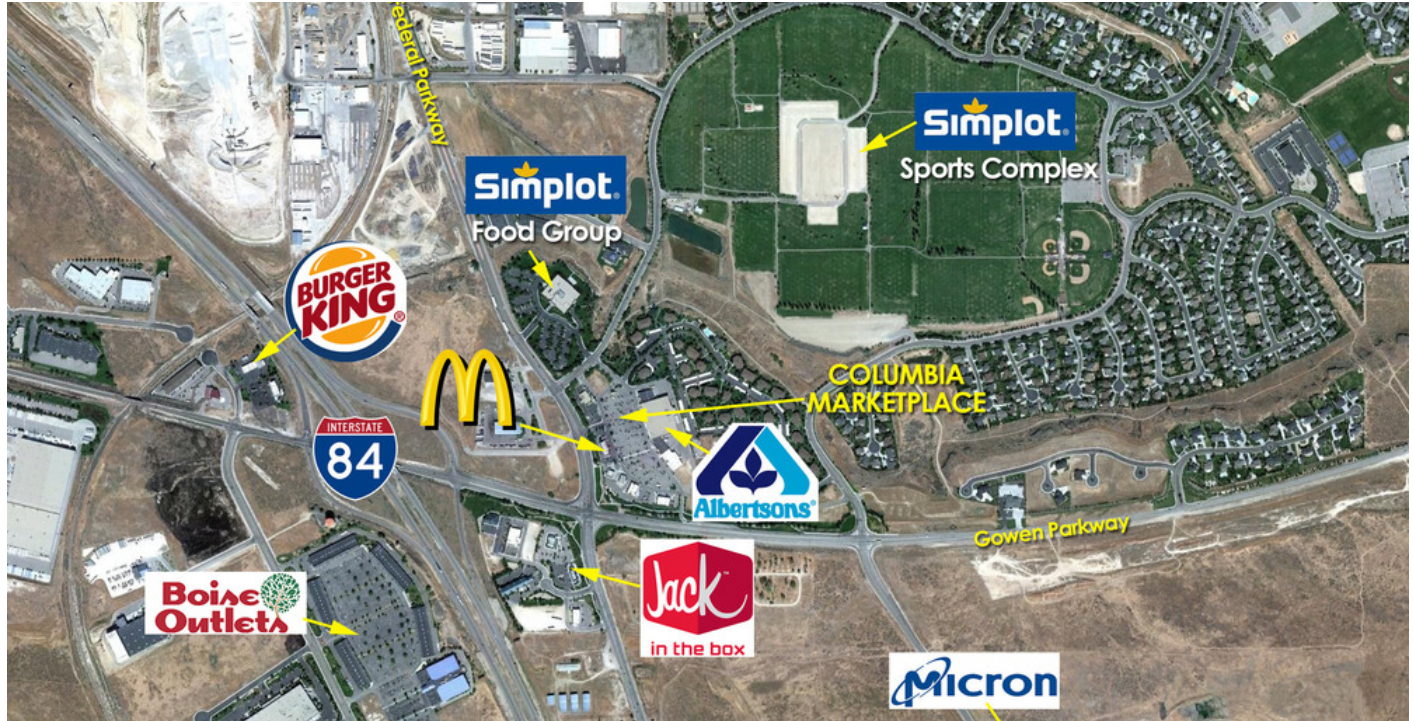 Federal Parkway
Simplot®
Sports Complex
Simplot®
Food Group
BURGER
KING®
COLUMBIA
MARKETPLACE
INTERSTATE
84
Albertsons®
Gowen Parkway
Boise
Outlets
Jack™
in the box
Micron